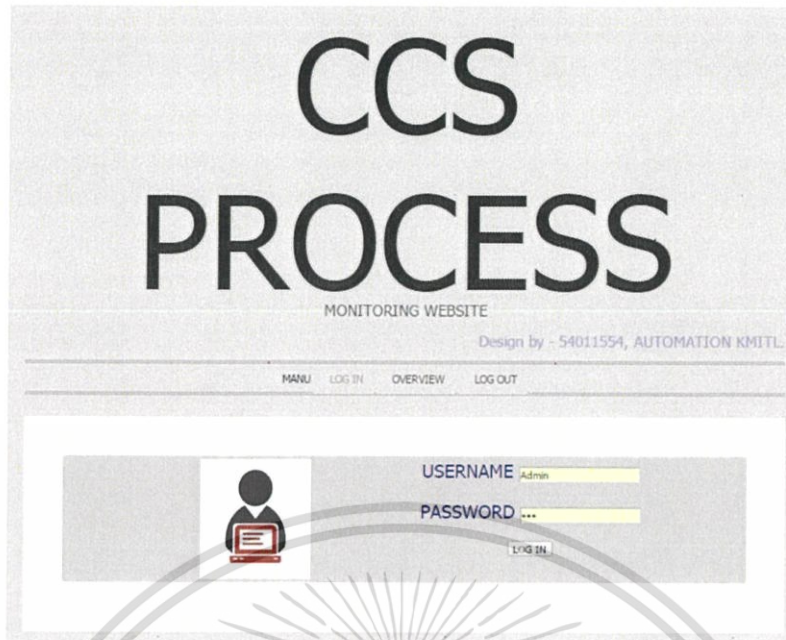 CCS
PROCESS
MONITORING WEBSITE
Design by - 54011554, AUTOMATION KMITL.
MANU LOG IN OVERVIEW LOG OUT
USERNAME Admin
PASSWORD •••
LOG IN